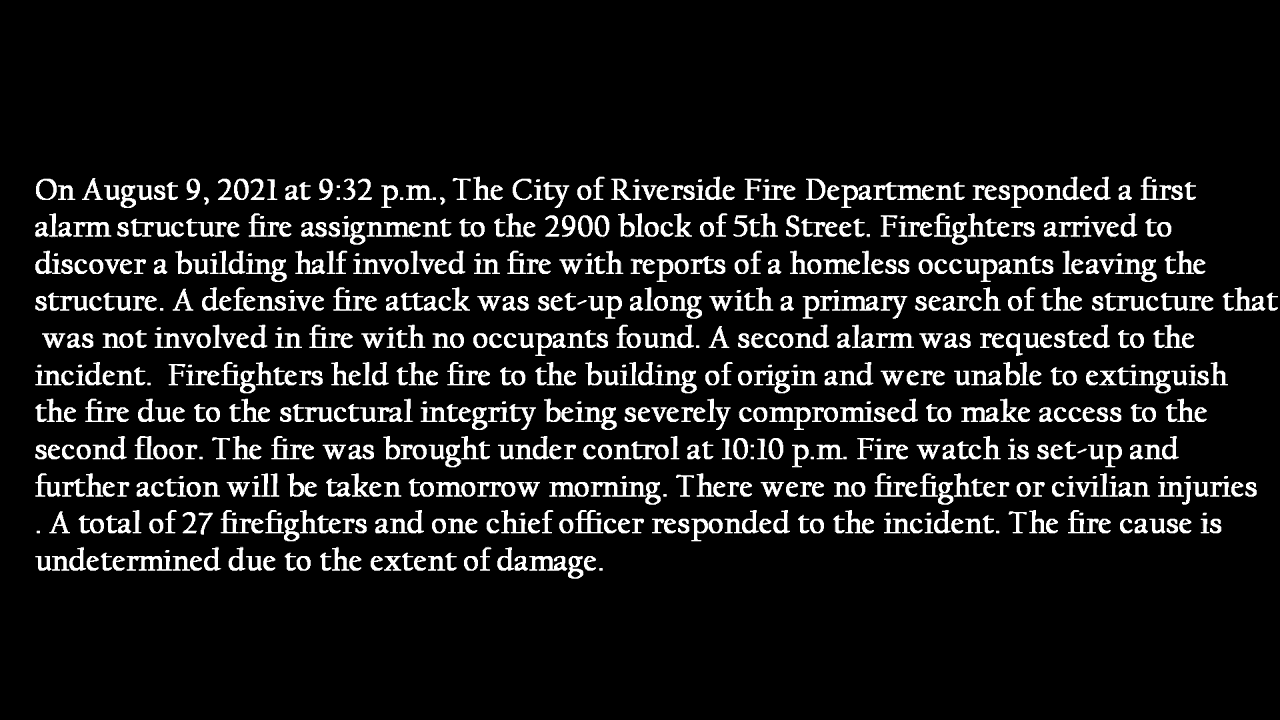 On August 9, 2021 at 9:32 p.m., The City of Riverside Fire Department responded a first
alarm structure fire assignment to the 2900 block of 5th Street. Firefighters arrived to
discover a building half involved in fire with reports of a homeless occupants leaving the
structure. A defensive fire attack was set-up along with a primary search of the structure that
was not involved in fire with no occupants found. A second alarm was requested to the
incident.  Firefighters held the fire to the building of origin and were unable to extinguish
the fire due to the structural integrity being severely compromised to make access to the
second floor. The fire was brought under control at 10:10 p.m. Fire watch is set-up and
further action will be taken tomorrow morning. There were no firefighter or civilian injuries
. A total of 27 firefighters and one chief officer responded to the incident. The fire cause is
undetermined due to the extent of damage.